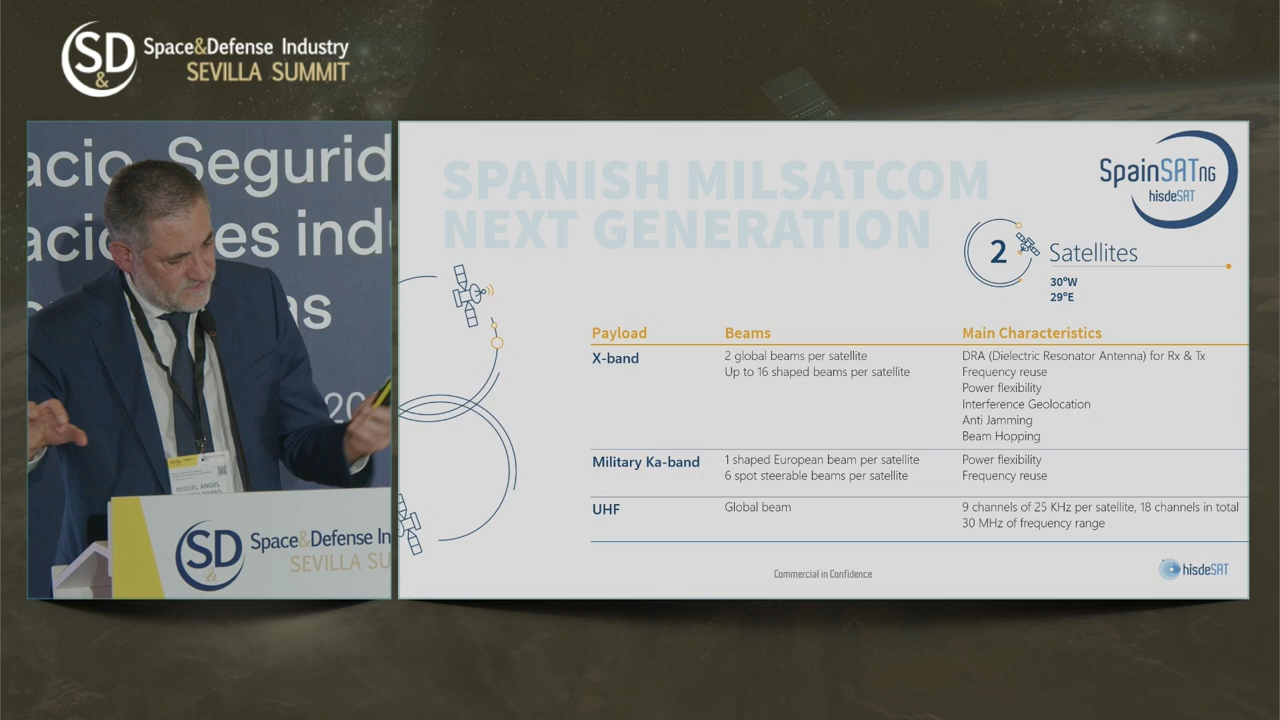 SD & Space&Defense Industry
SEVILLA SUMMIT
acio, Segurid
es indu
as
20
MIGUEL ÁNGEL
SD & Space&Defense In
SEVILLA SU
SPANISH MILSATCOM
NEXT GENERATION
SpainSAT NG
hisdeSAT
2 Satellites
30ºW
29ºE
Payload Beams Main Characteristics
X-band 2 global beams per satellite DRA (Dielectric Resonator Antenna) for Rx & Tx
Up to 16 shaped beams per satellite Frequency reuse
Power flexibility
Interference Geolocation
Anti Jamming
Beam Hopping
Military Ka-band 1 shaped European beam per satellite Power flexibility
6 spot steerable beams per satellite Frequency reuse
UHF Global beam 9 channels of 25 KHz per satellite, 18 channels in total
30 MHz of frequency range
Commercial in Confidence
hisdeSAT